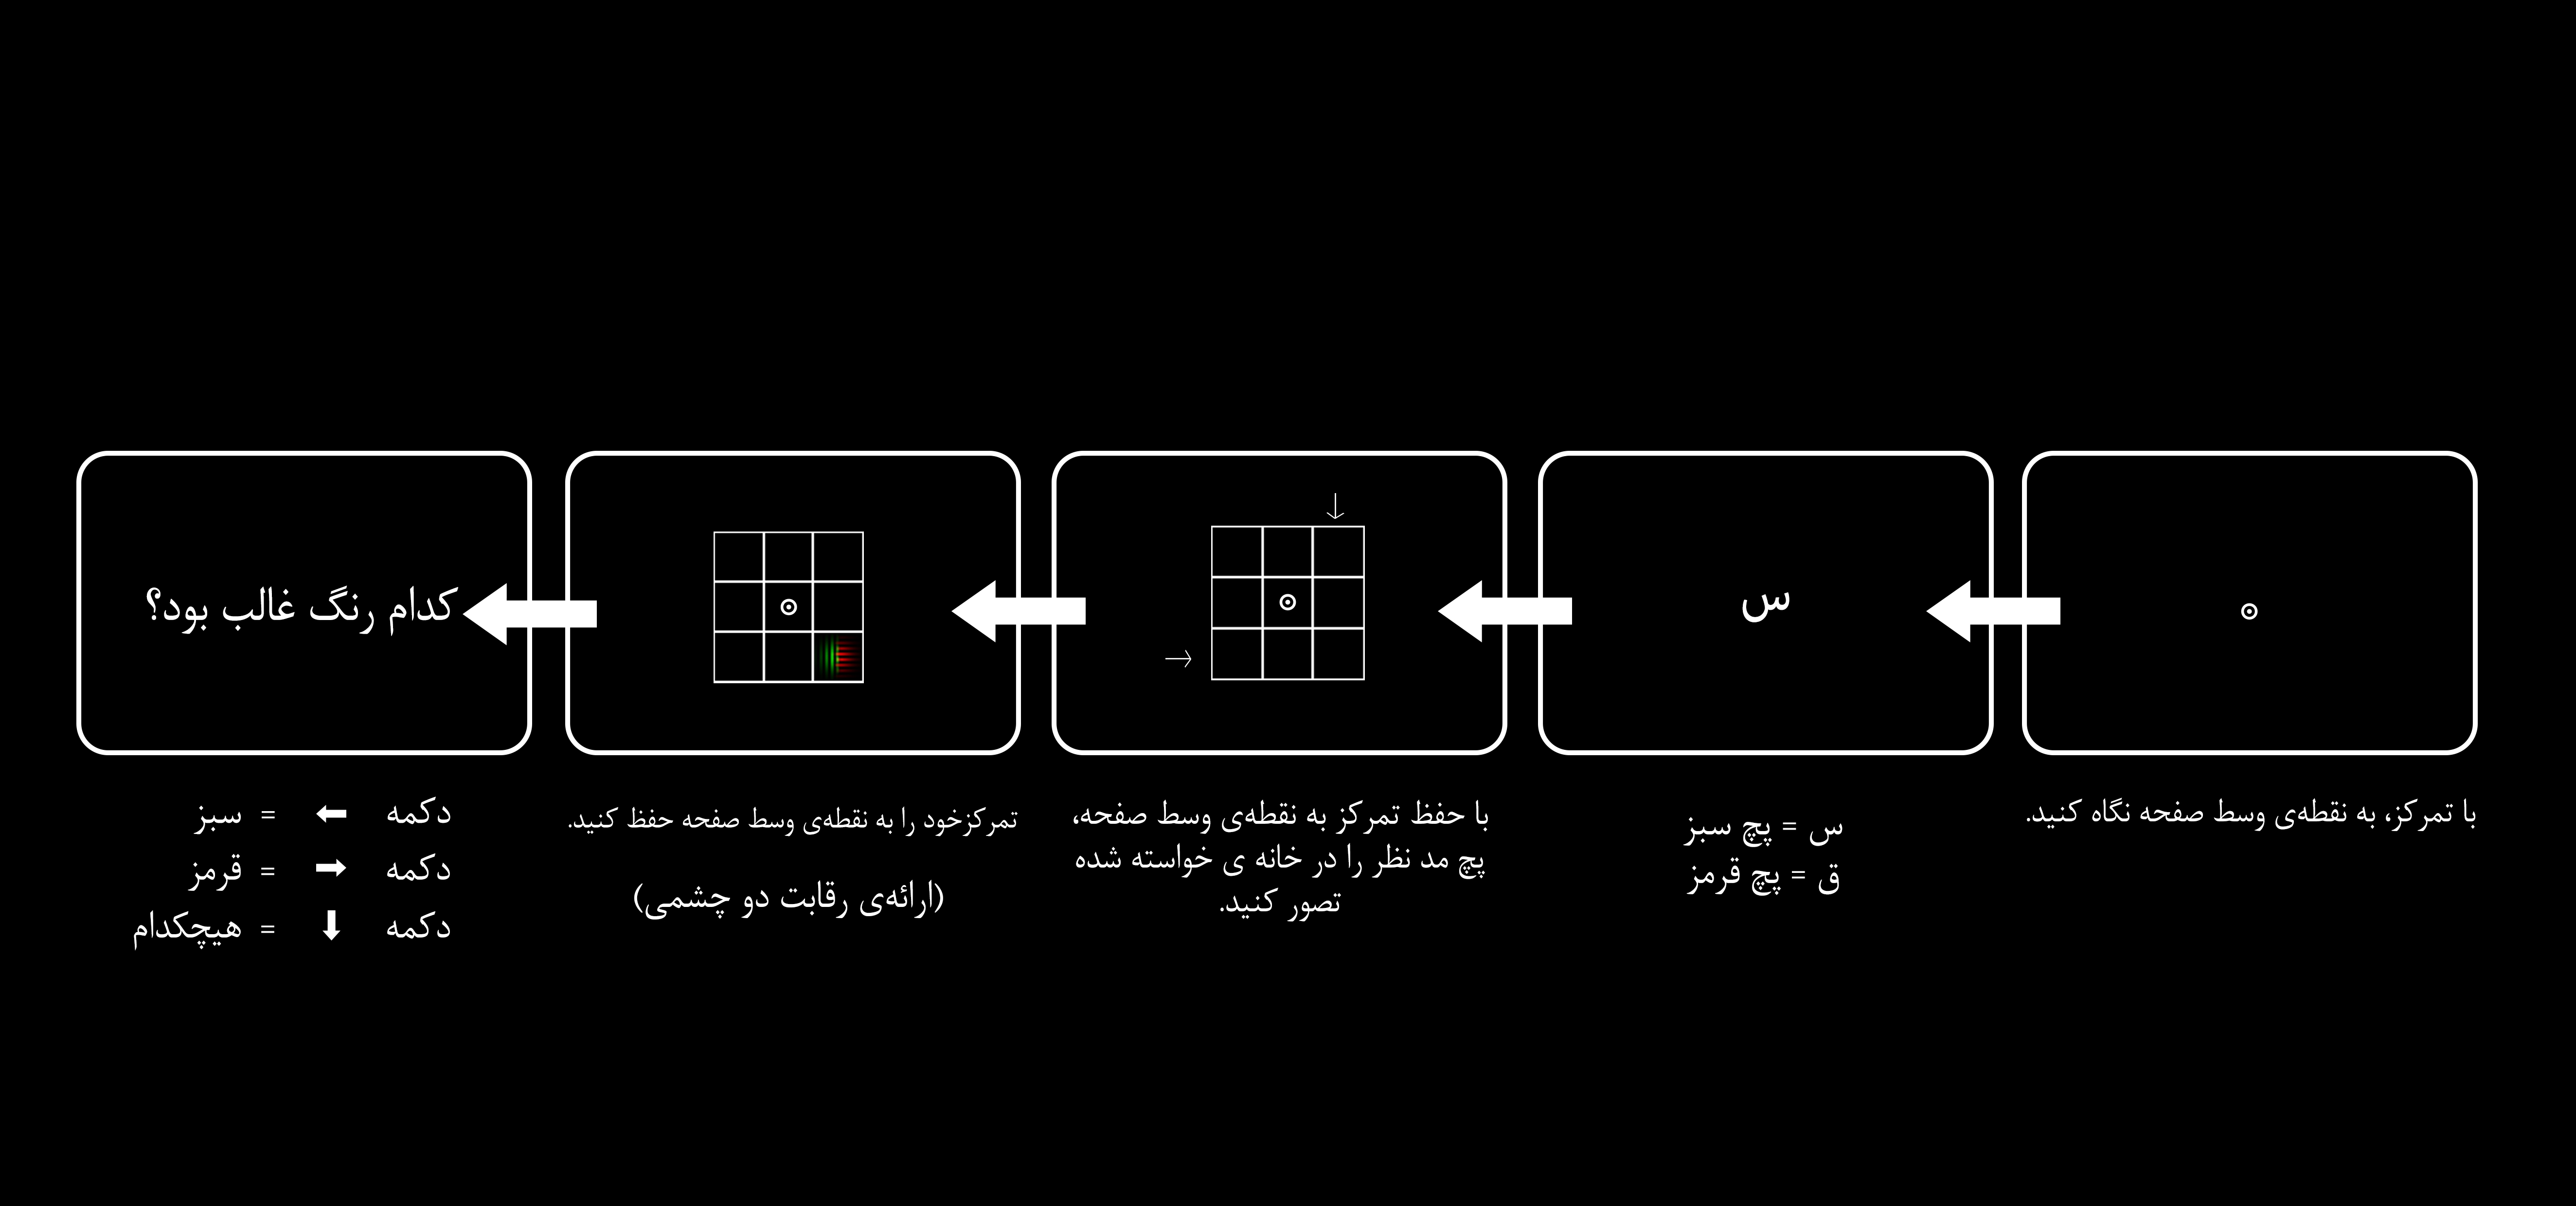 با تمرکز، به نقطه‌ی وسط صفحه نگاه کنید.
س
س = پچ سبز
ق = پچ قرمز
با حفظ تمرکز به نقطه‌ی وسط صفحه،
پچ مد نظر را در خانه ی خواسته شده
تصور کنید.
تمرکزخود را به نقطه‌ی وسط صفحه حفظ کنید.
(ارائه‌ی رقابت دو چشمی)
کدام رنگ غالب بود؟
دکمه ← = سبز
دکمه → = قرمز
دکمه ↓ = هیچکدام